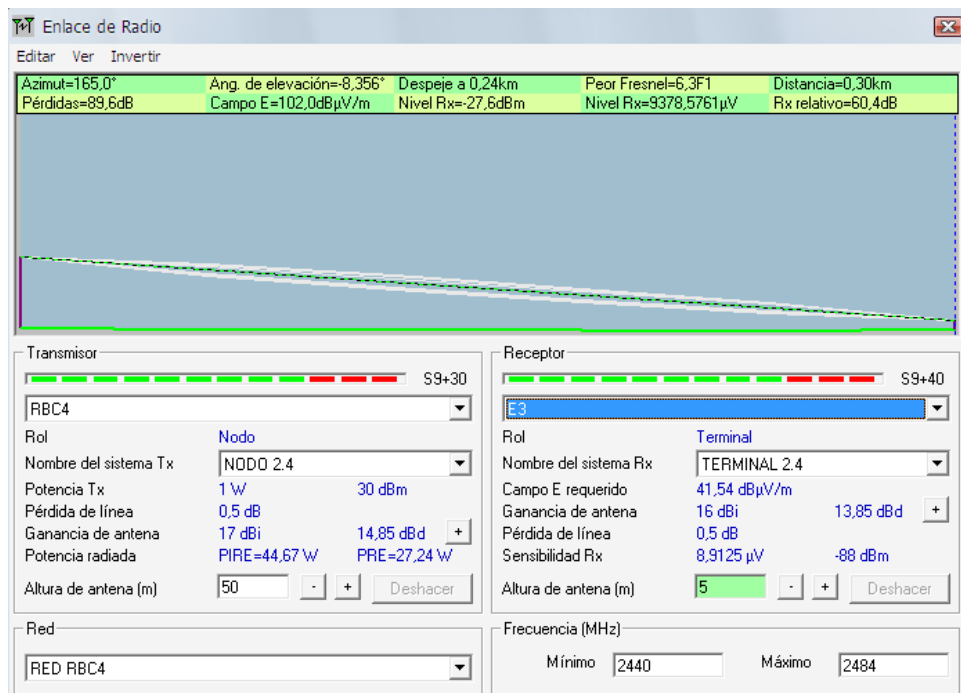 Enlace de Radio
Editar Ver Invertir
Azimut=165,0° Ang. de elevación=-8,356° Despeje a 0,24km Peor Fresnel=6,3F1 Distancia=0,30km
Pérdidas=89,6dB Campo E=102,0dBµV/m Nivel Rx=-27,6dBm Nivel Rx=9378,5761µV Rx relativo=60,4dB
Transmisor
S9+30
RBC4
Rol Nodo
Nombre del sistema Tx NODO 2.4
Potencia Tx 1 W 30 dBm
Pérdida de línea 0,5 dB
Ganancia de antena 17 dBi 14,85 dBd +
Potencia radiada PIRE=44,67 W PRE=27,24 W
Altura de antena (m) 50 - + Deshacer
Red
RED RBC4
Receptor
S9+40
E3
Rol Terminal
Nombre del sistema Rx TERMINAL 2.4
Campo E requerido 41,54 dBµV/m
Ganancia de antena 16 dBi 13,85 dBd +
Pérdida de línea 0,5 dB
Sensibilidad Rx 8,9125 µV -88 dBm
Altura de antena (m) 5 - + Deshacer
Frecuencia (MHz)
Mínimo 2440 Máximo 2484